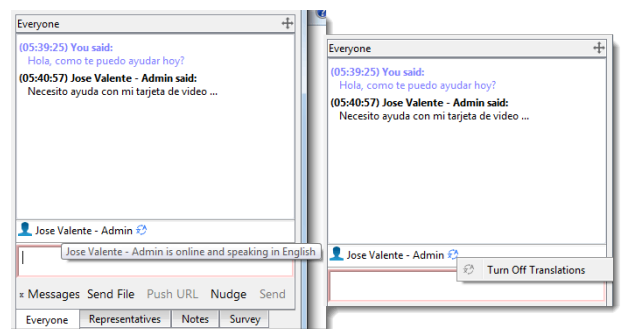 Everyone
(05:39:25) You said:
Hola, como te puedo ayudar hoy?
(05:40:57) Jose Valente - Admin said:
Necesito ayuda con mi tarjeta de video ...
Jose Valente - Admin
Jose Valente - Admin is online and speaking in English
x Messages Send File Push URL Nudge Send
Everyone Representatives Notes Survey
Everyone
(05:39:25) You said:
Hola, como te puedo ayudar hoy?
(05:40:57) Jose Valente - Admin said:
Necesito ayuda con mi tarjeta de video ...
Jose Valente - Admin
Turn Off Translations